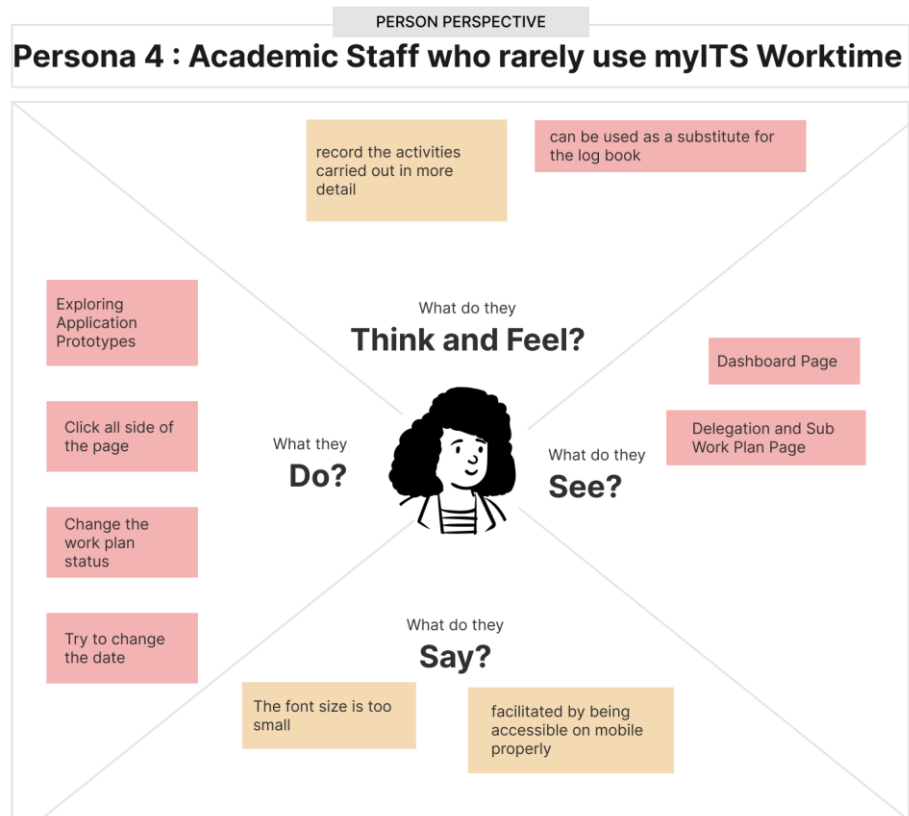 PERSON PERSPECTIVE
Persona 4 : Academic Staff who rarely use myITS Worktime
record the activities
carried out in more
detail
can be used as a substitute for
the log book
What do they
Think and Feel?
Exploring
Application
Prototypes
Click all side of
the page
Change the
work plan
status
Try to change
the date
What they
Do?
What do they
See?
Dashboard Page
Delegation and Sub
Work Plan Page
What do they
Say?
The font size is too
small
facilitated by being
accessible on mobile
properly